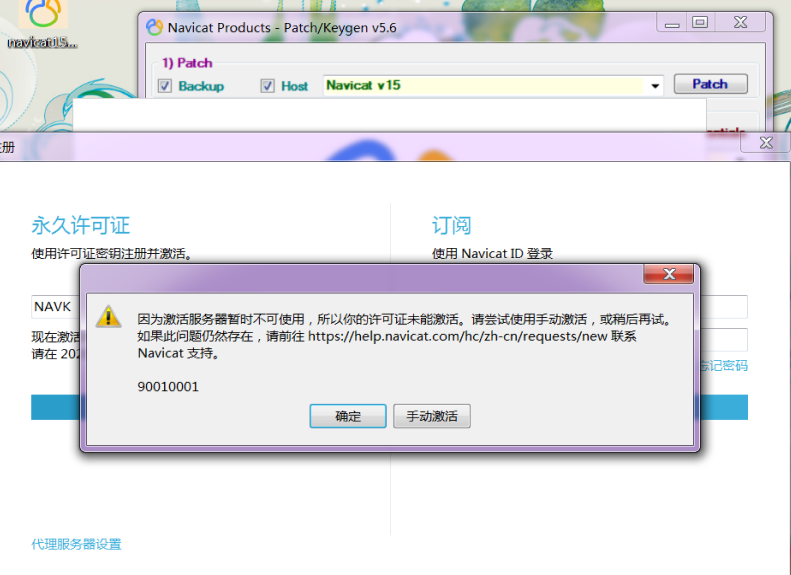 navicat15...
Navicat Products - Patch/Keygen v5.6
1) Patch
Backup
Host
Navicat v15
Patch
册
永久许可证
订阅
使用许可证密钥注册并激活。
使用 Navicat ID 登录
NAVK
现在激活
请在 202
因为激活服务器暂时不可使用，所以你的许可证未能激活。请尝试使用手动激活，或稍后再试。
如果此问题仍然存在，请前往 https://help.navicat.com/hc/zh-cn/requests/new 联系
Navicat 支持。
90010001
确定
手动激活
忘记密码
代理服务器设置